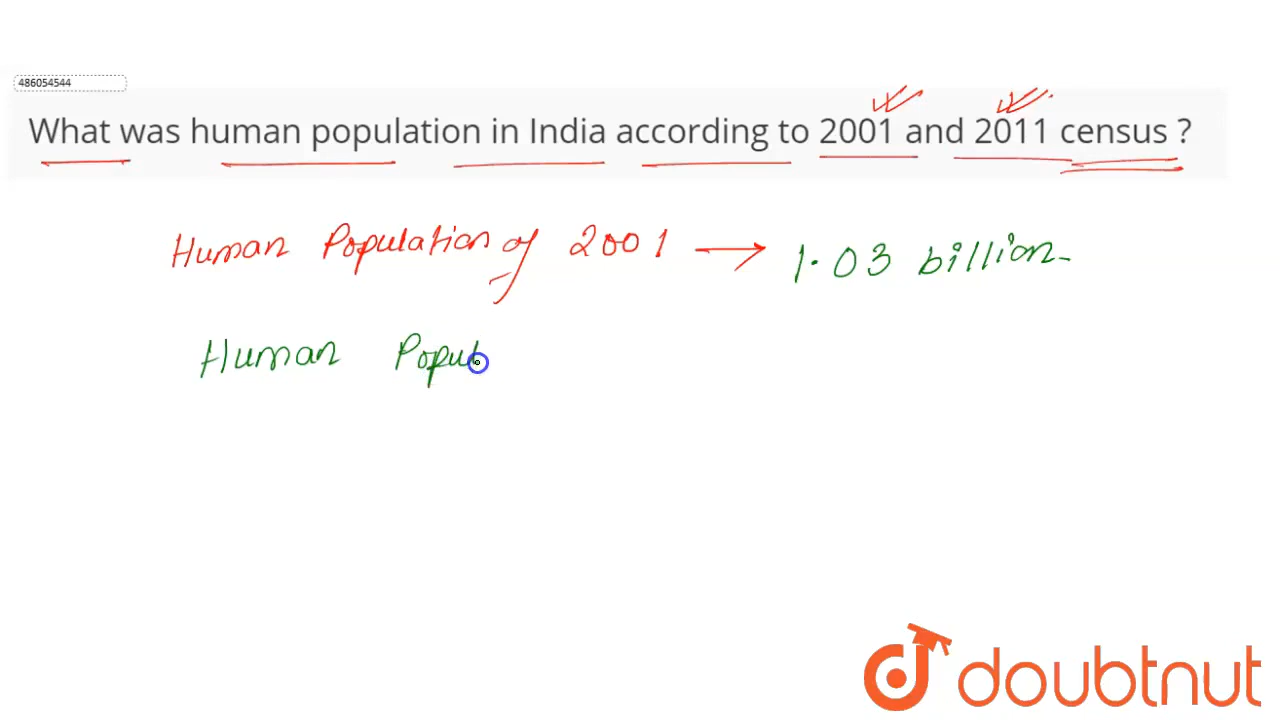 486054544
What was human population in India according to 2001 and 2011 census ?
Human Population of 2001 → 1.03 billion.
Human Popul
doubtnut